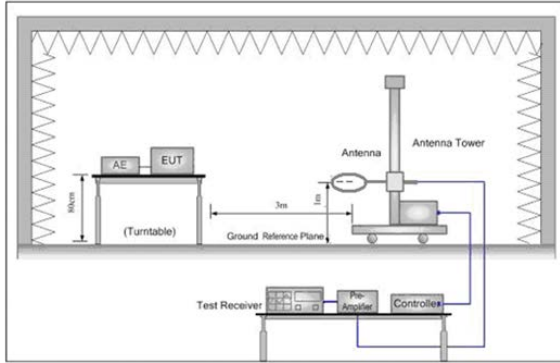 AE
EUT
80cm
(Turntable)
3m
1m
Antenna
Antenna Tower
Ground Reference Plane
Test Receiver
Pre-
Amplifier
Controller